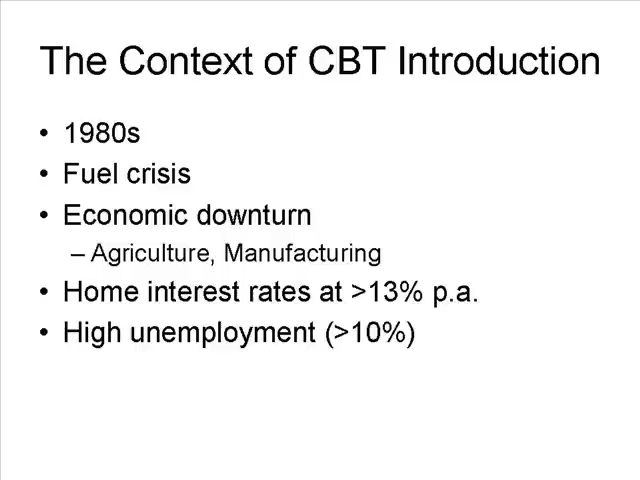 The Context of CBT Introduction
• 1980s
• Fuel crisis
• Economic downturn
– Agriculture, Manufacturing
• Home interest rates at >13% p.a.
• High unemployment (>10%)